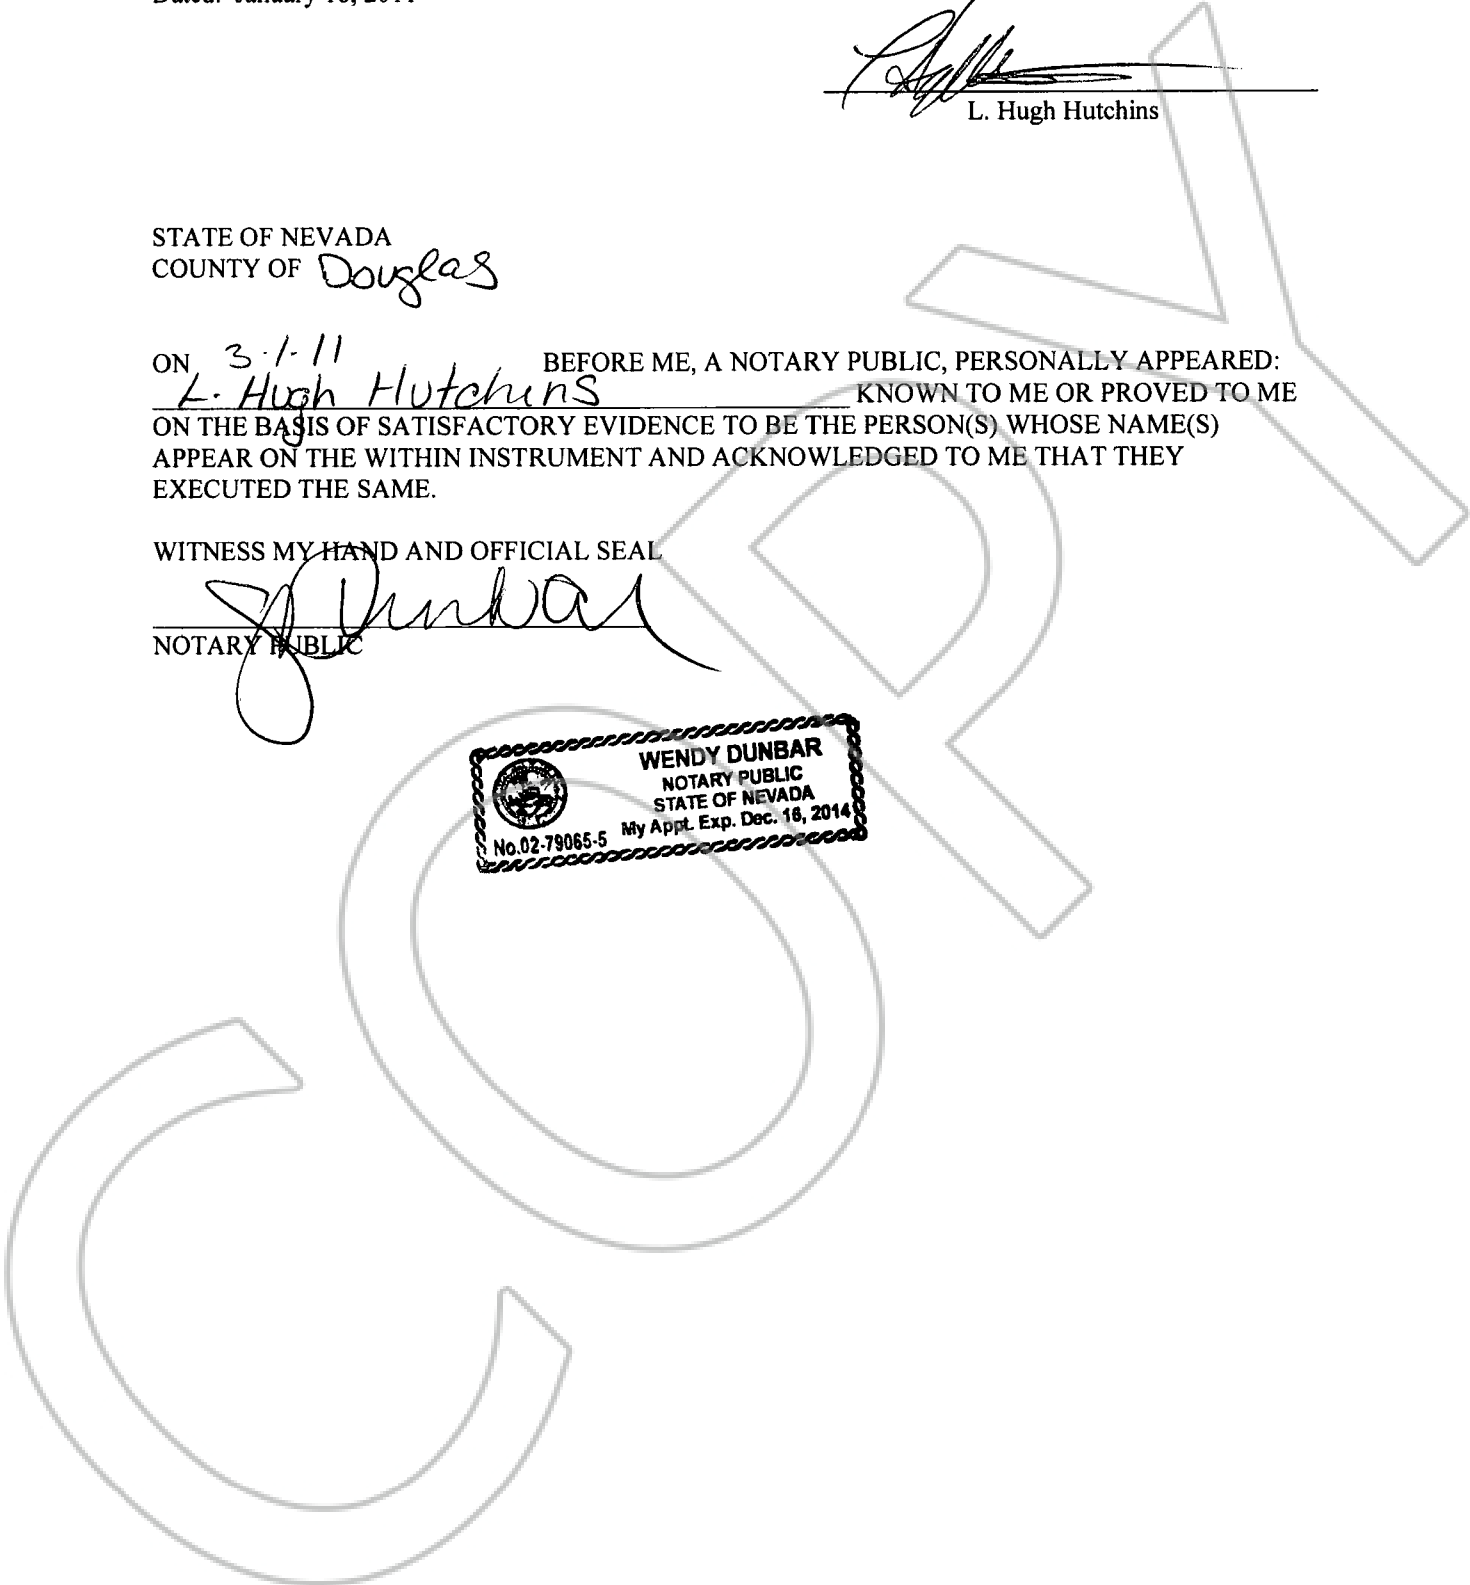 L. Hugh Hutchins
STATE OF NEVADA
COUNTY OF Douglas
ON 3·1·11 BEFORE ME, A NOTARY PUBLIC, PERSONALLY APPEARED:
L. Hugh Hutchins KNOWN TO ME OR PROVED TO ME
ON THE BASIS OF SATISFACTORY EVIDENCE TO BE THE PERSON(S) WHOSE NAME(S)
APPEAR ON THE WITHIN INSTRUMENT AND ACKNOWLEDGED TO ME THAT THEY
EXECUTED THE SAME.
WITNESS MY HAND AND OFFICIAL SEAL
Dunbar
NOTARY PUBLIC
WENDY DUNBAR
NOTARY PUBLIC
STATE OF NEVADA
My Appt. Exp. Dec. 16, 2014
No.02-79065-5
COPY